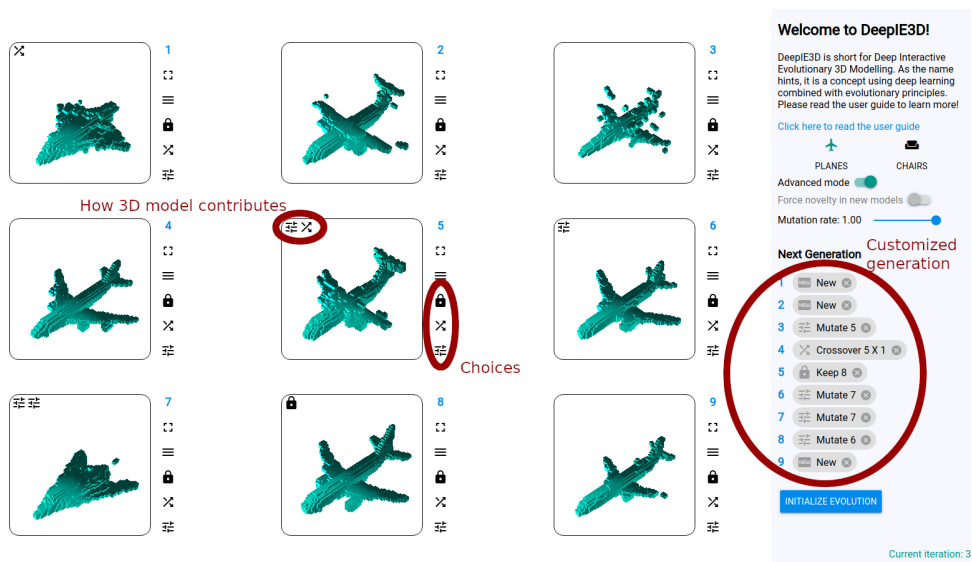 1
2
3
How 3D model contributes
4
5
6
Choices
7
8
9
Welcome to DeepIE3D!
DeepIE3D is short for Deep Interactive
Evolutionary 3D Modelling. As the name
hints, it is a concept using deep learning
combined with evolutionary principles.
Please read the user guide to learn more!
Click here to read the user guide
PLANES CHAIRS
Advanced mode
Force novelty in new models
Mutation rate: 1.00
Customized
generation
Next Generation
1 NEW New
2 NEW New
3 Mutate 5
4 Crossover 5 X 1
5 Keep 8
6 Mutate 7
7 Mutate 7
8 Mutate 6
9 NEW New
INITIALIZE EVOLUTION
Current iteration: 3